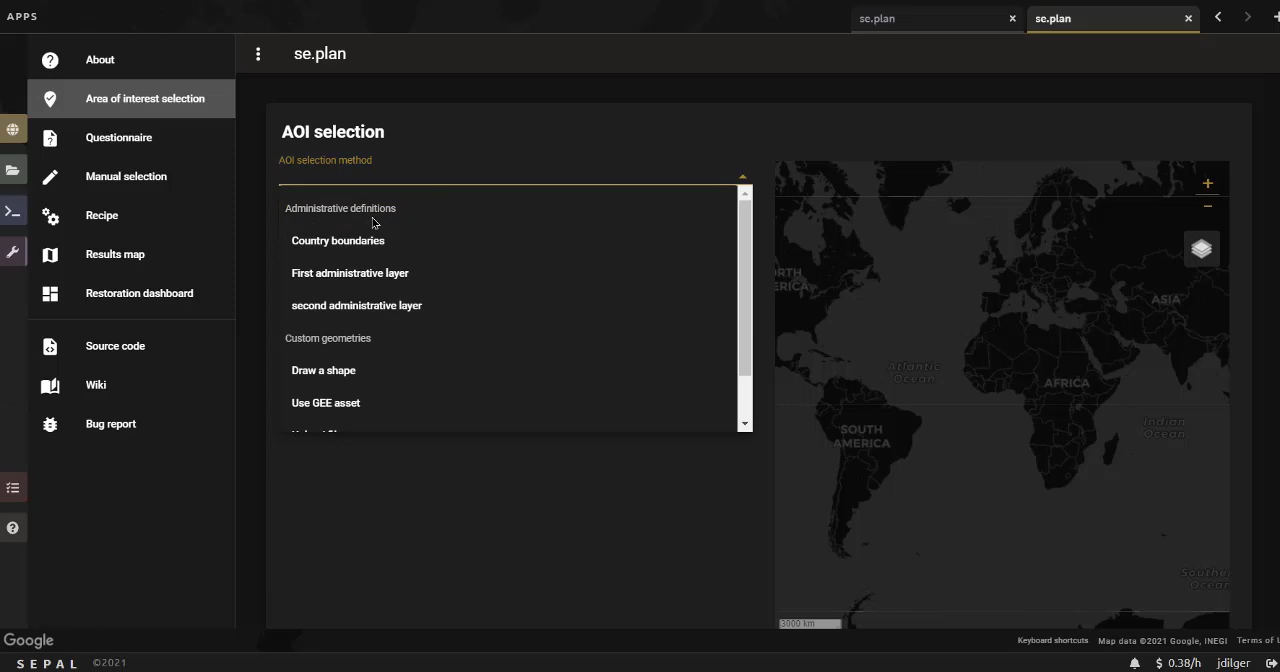 APPS
se.plan
se.plan
About
Area of interest selection
Questionnaire
Manual selection
Recipe
Results map
Restoration dashboard
Source code
Wiki
Bug report
se.plan
AOI selection
AOI selection method
Administrative definitions
Country boundaries
First administrative layer
second administrative layer
Custom geometries
Draw a shape
Use GEE asset
ASIA
Atlantic
Ocean
AFRICA
SOUTH
AMERICA
Indian
Ocean
3000 km
Google
Keyboard shortcuts
Map data ©2021 Google, INEGI
Terms of
SEPAL ©2021
$ 0.38/h
jdilger